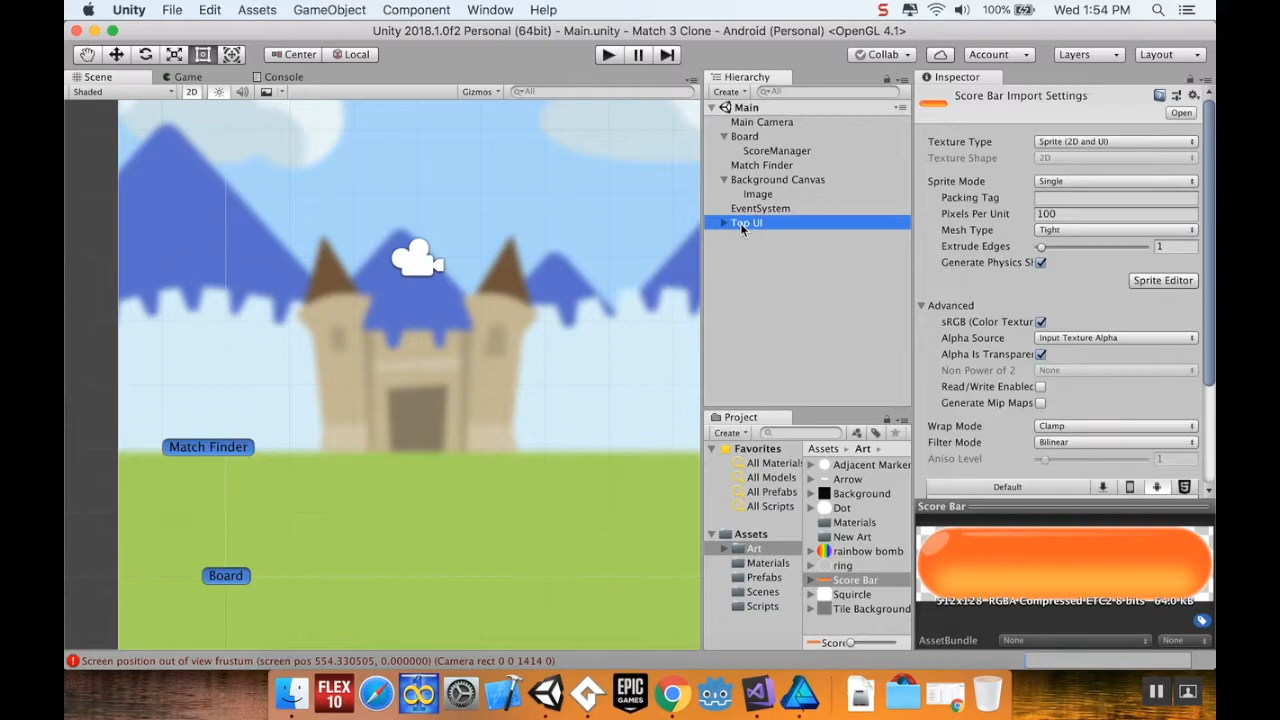 Unity File Edit Assets GameObject Component Window Help 100% Wed 1:54 PM
Unity 2018.1.0f2 Personal (64bit) - Main.unity - Match 3 Clone - Android (Personal) <OpenGL 4.1>
Center Local Collab Account Layers Layout
Scene Game Console
Shaded 2D Gizmos All
Hierarchy
Create All
Main
Main Camera
Board
ScoreManager
Match Finder
Background Canvas
Image
EventSystem
Top UI
Match Finder
Board
Project
Create
Favorites
All Materials
All Models
All Prefabs
All Scripts
Assets
Art
Materials
Prefabs
Scenes
Scripts
Assets Art
Adjacent Marker
Arrow
Background
Dot
Materials
New Art
rainbow bomb
ring
Score Bar
Squircle
Tile Background
Score
Inspector
Score Bar Import Settings
Open
Texture Type Sprite (2D and UI)
Texture Shape 2D
Sprite Mode Single
Packing Tag
Pixels Per Unit 100
Mesh Type Tight
Extrude Edges 1
Generate Physics Sh
Sprite Editor
Advanced
sRGB (Color Textur
Alpha Source Input Texture Alpha
Alpha Is Transparen
Non Power of 2 None
Read/Write Enabled
Generate Mip Maps
Wrap Mode Clamp
Filter Mode Bilinear
Aniso Level 1
Default
Score Bar
512x128 RGBA Compressed ETC2 8 bits 64.0 KB
AssetBundle None None
Screen position out of view frustum (screen pos 554.330505, 0.000000) (Camera rect 0 0 1414 0)
FLEX
10
EPIC
GAMES